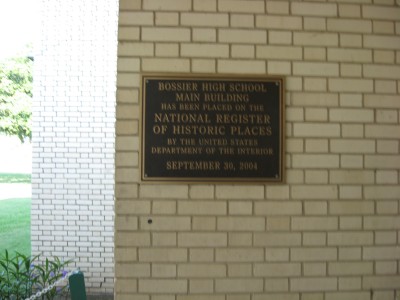 BOSSIER HIGH SCHOOL
MAIN BUILDING
HAS BEEN PLACED ON THE
NATIONAL REGISTER
OF HISTORIC PLACES
BY THE UNITED STATES
DEPARTMENT OF THE INTERIOR
SEPTEMBER 30, 2004